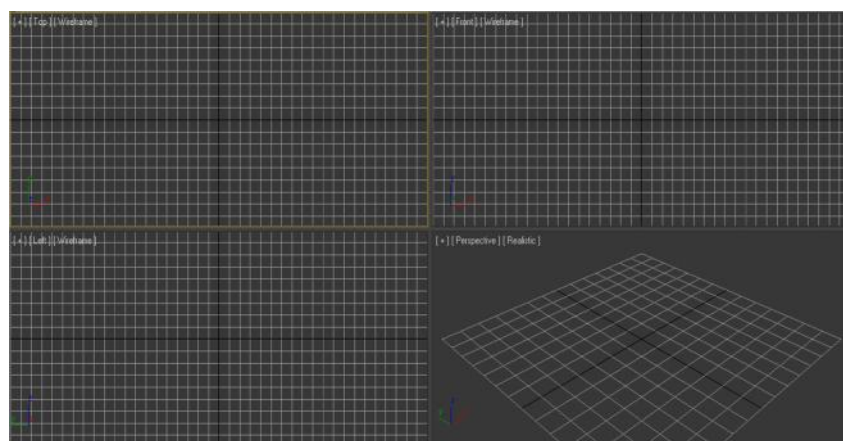 [ + ] [ Top ] [ Wireframe ]
[ + ] [ Front ] [ Wireframe ]
[ + ] [ Left ] [ Wireframe ]
[ + ] [ Perspective ] [ Realistic ]